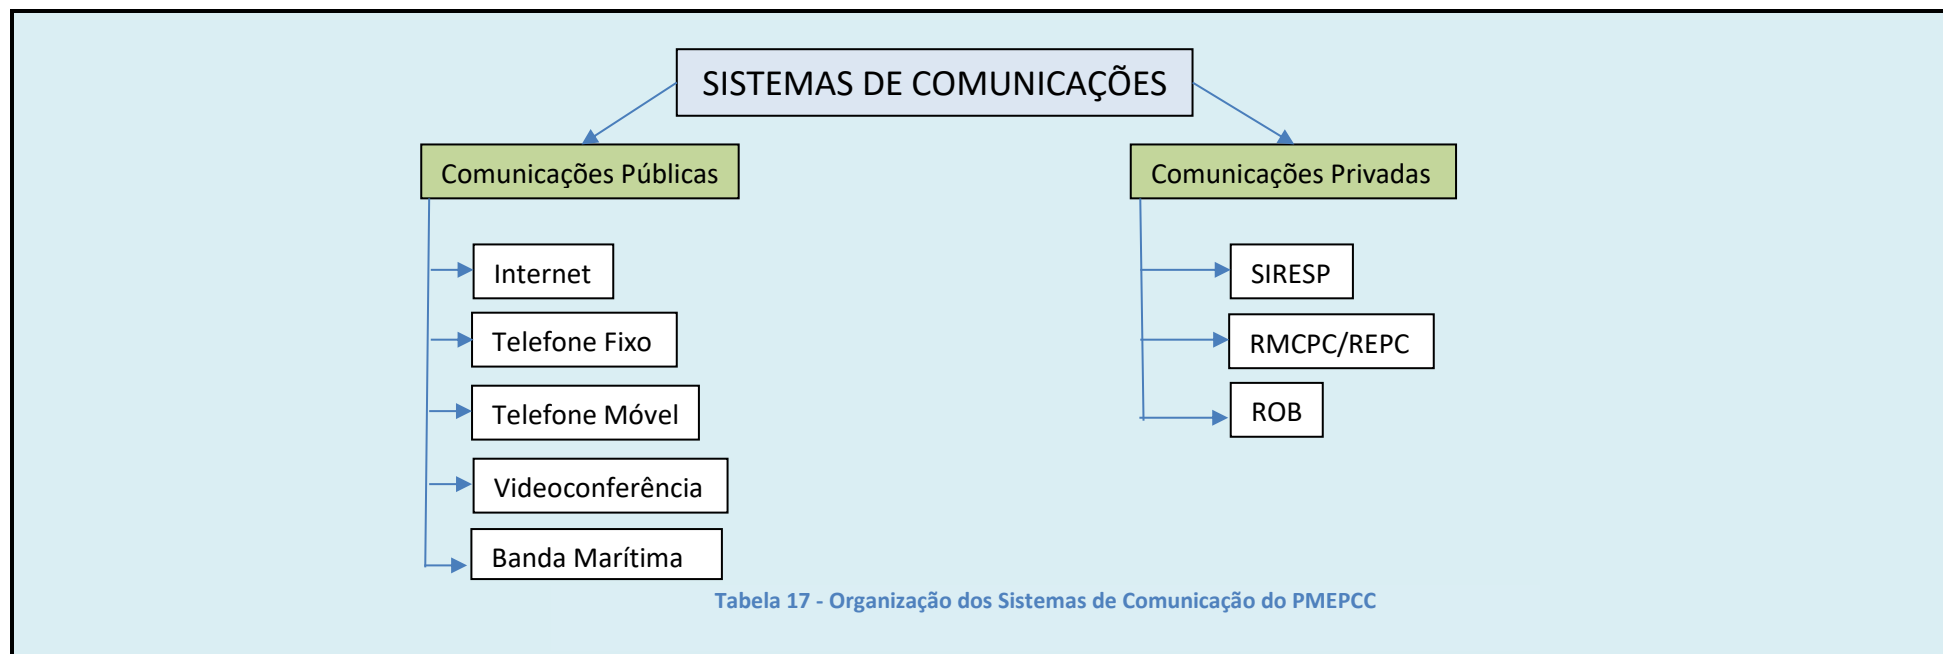 SISTEMAS DE COMUNICAÇÕES
Comunicações Públicas
Internet
Telefone Fixo
Telefone Móvel
Videoconferência
Banda Marítima
Comunicações Privadas
SIRESP
RMCPC/REPC
ROB
Tabela 17 - Organização dos Sistemas de Comunicação do PMEPCC